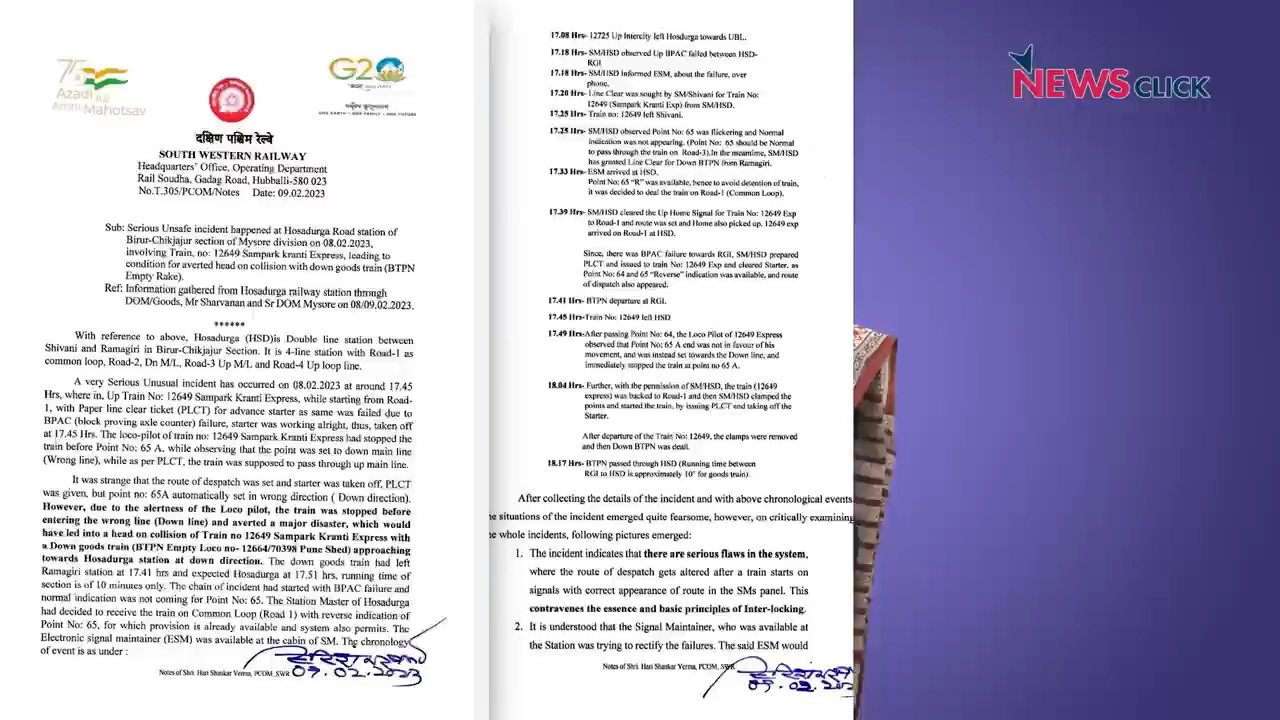 75
Azadi Ka
Amrit Mahotsav
G20
ONE EARTH • ONE FAMILY • ONE FUTURE
दक्षिण पश्चिम रेल्वे
SOUTH WESTERN RAILWAY
Headquarters' Office, Operating Department
Rail Soudha, Gadag Road, Hubballi-580 023
No.T.305/PCOM/Notes Date: 09.02.2023
Sub: Serious Unsafe incident happened at Hosadurga Road station of
Birur-Chikjajur section of Mysore division on 08.02.2023,
involving Train, no: 12649 Sampark kranti Express, leading to
condition for averted head on collision with down goods train (BTPN
Empty Rake).
Ref: Information gathered from Hosadurga railway station through
DOM/Goods, Mr Sharvanan and Sr DOM Mysore on 08/09.02.2023.
******
With reference to above, Hosadurga (HSD)is Double line station between
Shivani and Ramagiri in Birur-Chikjajur Section. It is 4-line station with Road-1 as
common loop, Road-2, Dn M/L, Road-3 Up M/L and Road-4 Up loop line.
A very Serious Unusual incident has occurred on 08.02.2023 at around 17.45
Hrs, where in, Up Train No: 12649 Sampark Kranti Express, while starting from Road-
1, with Paper line clear ticket (PLCT) for advance starter as same was failed due to
BPAC (block proving axle counter) failure, starter was working alright, thus, taken off
at 17.45 Hrs. The loco-pilot of train no: 12649 Sampark Kranti Express had stopped the
train before Point No: 65 A, while observing that the point was set to down main line
(Wrong line), while as per PLCT, the train was supposed to pass through up main line.
It was strange that the route of despatch was set and starter was taken off, PLCT
was given, but point no: 65A automatically set in wrong direction ( Down direction).
However, due to the alertness of the Loco pilot, the train was stopped before
entering the wrong line (Down line) and averted a major disaster, which would
have led into a head on collision of Train no 12649 Sampark Kranti Express with
a Down goods train (BTPN Empty Loco no- 12664/70398 Pune Shed) approaching
towards Hosadurga station at down direction. The down goods train had left
Ramagiri station at 17.41 hrs and expected Hosadurga at 17.51 hrs, running time of
section is of 10 minutes only. The chain of incident had started with BPAC failure and
normal indication was not coming for Point No: 65. The Station Master of Hosadurga
had decided to receive the train on Common Loop (Road 1) with reverse indication of
Point No: 65, for which provision is already available and system also permits. The
Electronic signal maintainer (ESM) was available at the cabin of SM. The chronology
of event is as under :
Notes of Shri. Hari Shankar Verma, PCOM, SWR
09.02.2023
17.08 Hrs- 12725 Up Intercity left Hosdurga towards UBL.
17.18 Hrs- SM/HSD observed Up BPAC failed between HSD-
RGI
17.18 Hrs- SM/HSD informed ESM, about the failure, over
phone.
17.20 Hrs- Line Clear was sought by SM/Shivani for Train No:
12649 (Sampark Kranti Exp) from SM/HSD.
17.25 Hrs- Train no: 12649 left Shivani.
17.25 Hrs- SM/HSD observed Point No: 65 was flickering and Normal
indication was not appearing. (Point No: 65 should be Normal
to pass through the train on Road-3).In the meantime, SM/HSD
has granted Line Clear for Down BTPN from Ramagiri.
17.33 Hrs- ESM arrived at HSD.
Point No: 65 "R" was available, hence to avoid detention of train,
it was decided to deal the train on Road-1 (Common Loop).
17.39 Hrs- SM/HSD cleared the Up Home Signal for Train No: 12649 Exp
to Road-1 and route was set and Home also picked up. 12649 exp
arrived on Road-1 at HSD.
Since, there was BPAC failure towards RGI, SM/HSD prepared
PLCT and issued to train No: 12649 Exp and cleared Starter, as
Point No: 64 and 65 "Reverse" indication was available, and route
of dispatch also appeared.
17.41 Hrs- BTPN departure at RGI.
17.45 Hrs-Train No: 12649 left HSD
17.49 Hrs-After passing Point No: 64, the Loco Pilot of 12649 Express
observed that Point No: 65 A end was not in favour of his
movement, and was instead set towards the Down line, and
immediately stopped the train at point no 65 A.
18.04 Hrs- Further, with the permission of SM/HSD, the train (12649
express) was backed to Road-1 and then SM/HSD clamped the
points and started the train, by issuing PLCT and taking off the
Starter.
After departure of the Train No: 12649, the clamps were removed
and then Down BTPN was dealt.
18.17 Hrs- BTPN passed through HSD (Running time between
RGI to HSD is approximately 10" for goods train).
After collecting the details of the incident and with above chronological events
he situations of the incident emerged quite fearsome, however, on critically examining
he whole incidents, following pictures emerged:
1. The incident indicates that there are serious flaws in the system,
where the route of despatch gets altered after a train starts on
signals with correct appearance of route in the SMs panel. This
contravenes the essence and basic principles of Inter-locking.
2. It is understood that the Signal Maintainer, who was available at
the Station was trying to rectify the failures. The said ESM would
Notes of Shri. Hari Shankar Verma, PCOM, SWR
NEWSCLICK